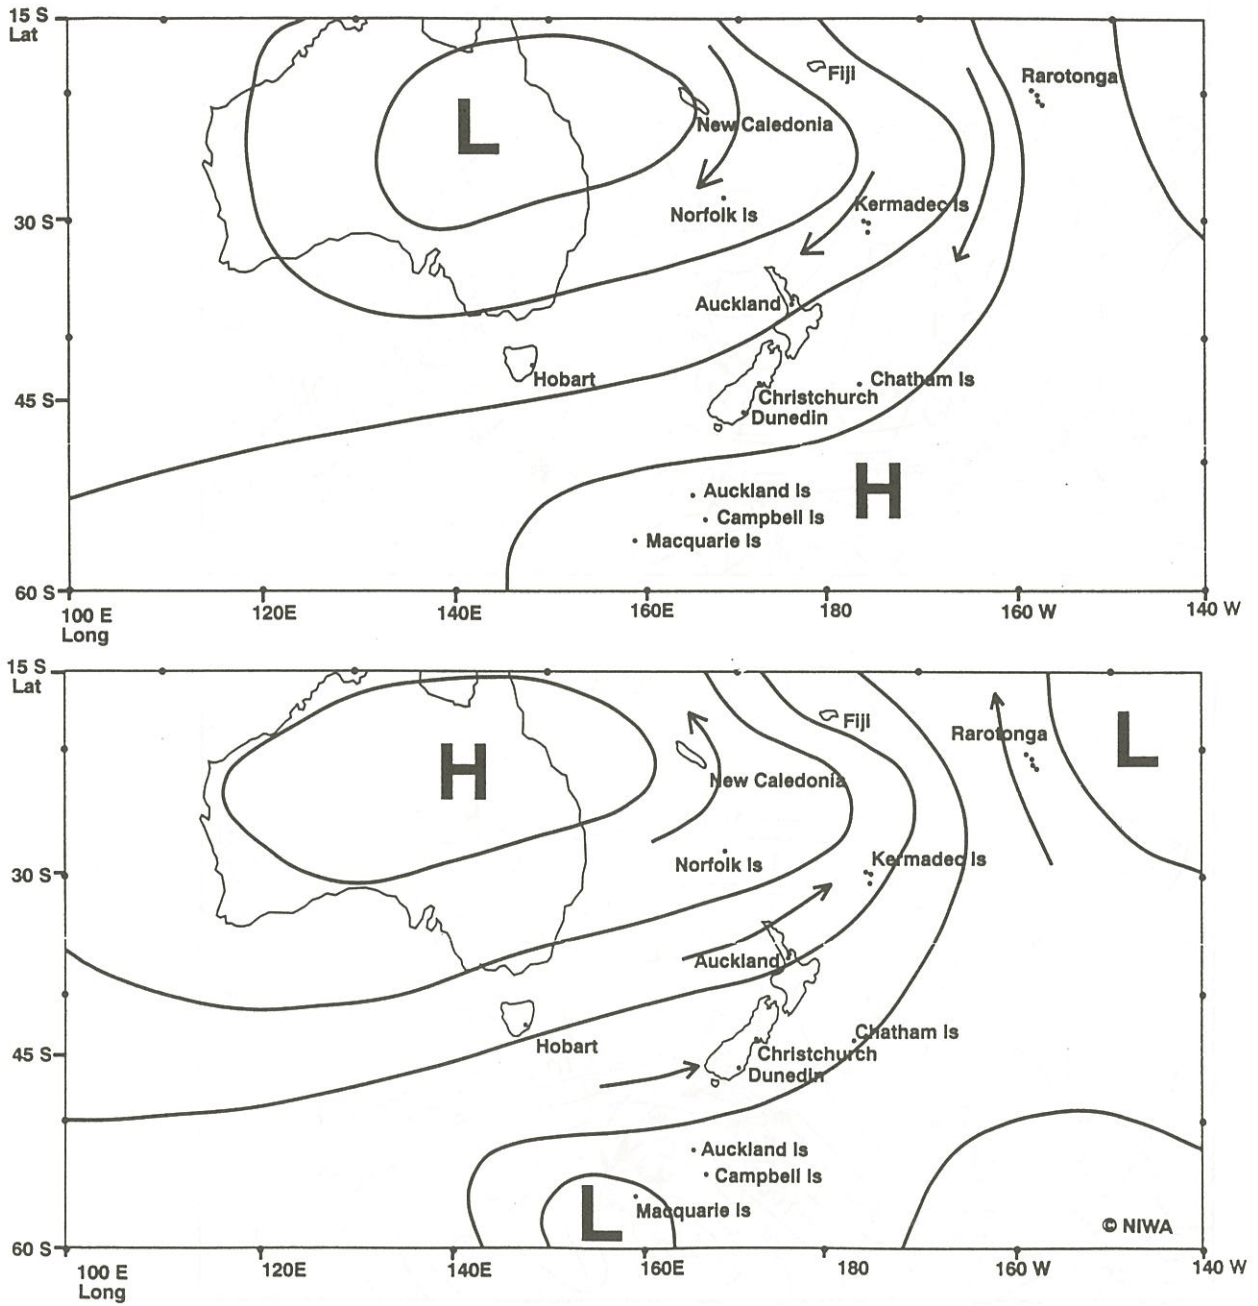 15 S
Lat
Fiji
Rarotonga
L
New Caledonia
30 S
Norfolk Is
Kermadec Is
Auckland
Hobart
Chatham Is
45 S
Christchurch
Dunedin
Auckland Is
H
Campbell Is
Macquarie Is
60 S
100 E
Long
120E
140E
160E
180
160 W
140 W
15 S
Lat
Fiji
Rarotonga
L
H
New Caledonia
30 S
Norfolk Is
Kermadec Is
Auckland
Hobart
Chatham Is
45 S
Christchurch
Dunedin
Auckland Is
Campbell Is
L
Macquarie Is
© NIWA
60 S
100 E
Long
120E
140E
160E
180
160 W
140 W